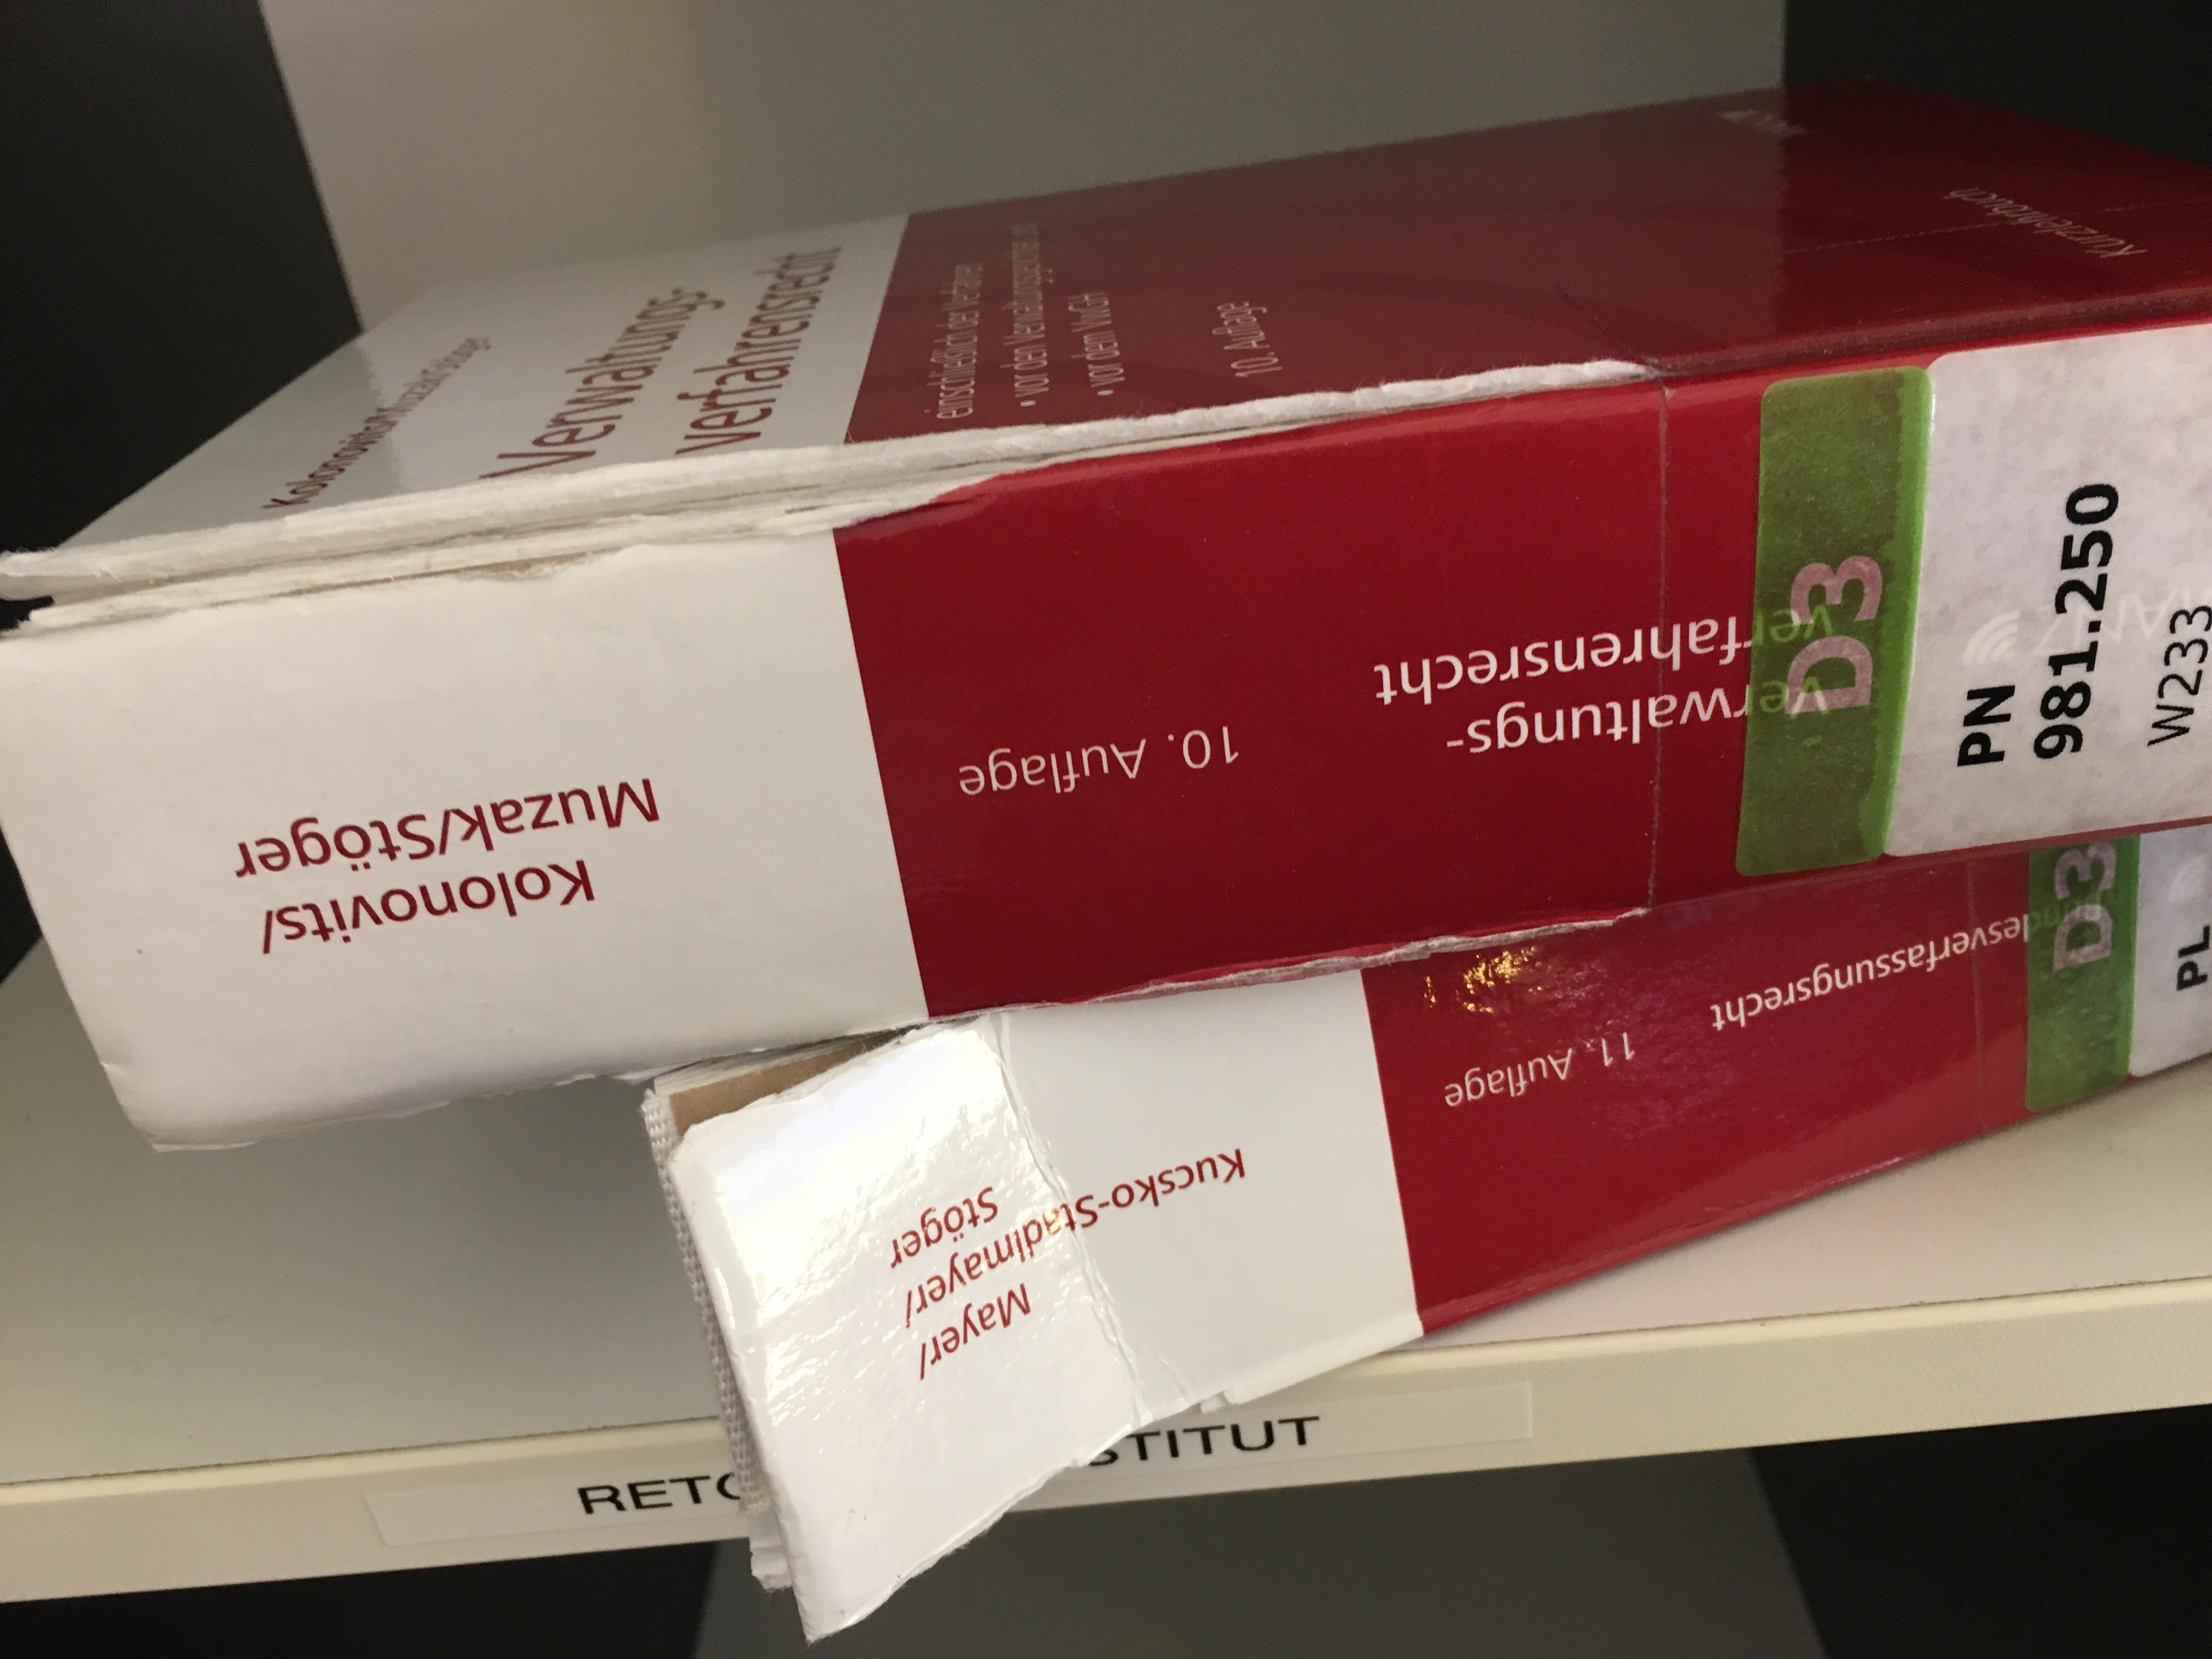 Kolonovits/Muzak/Stöger
Verwaltungs-
verfahrensrecht
einschließlich der Verfahren
• vor den Verwaltungsgerichten und
• vor dem VwGH
10. Auflage
Kurzlehrbuch
Kolonovits/
Muzak/Stöger
10. Auflage
Verwaltungs-
verfahrensrecht
D3
PN
981.250
W233
Mayer/
Kucsko-Stadlmayer/
Stöger
11. Auflage
Bundesverfassungsrecht
D3
PL